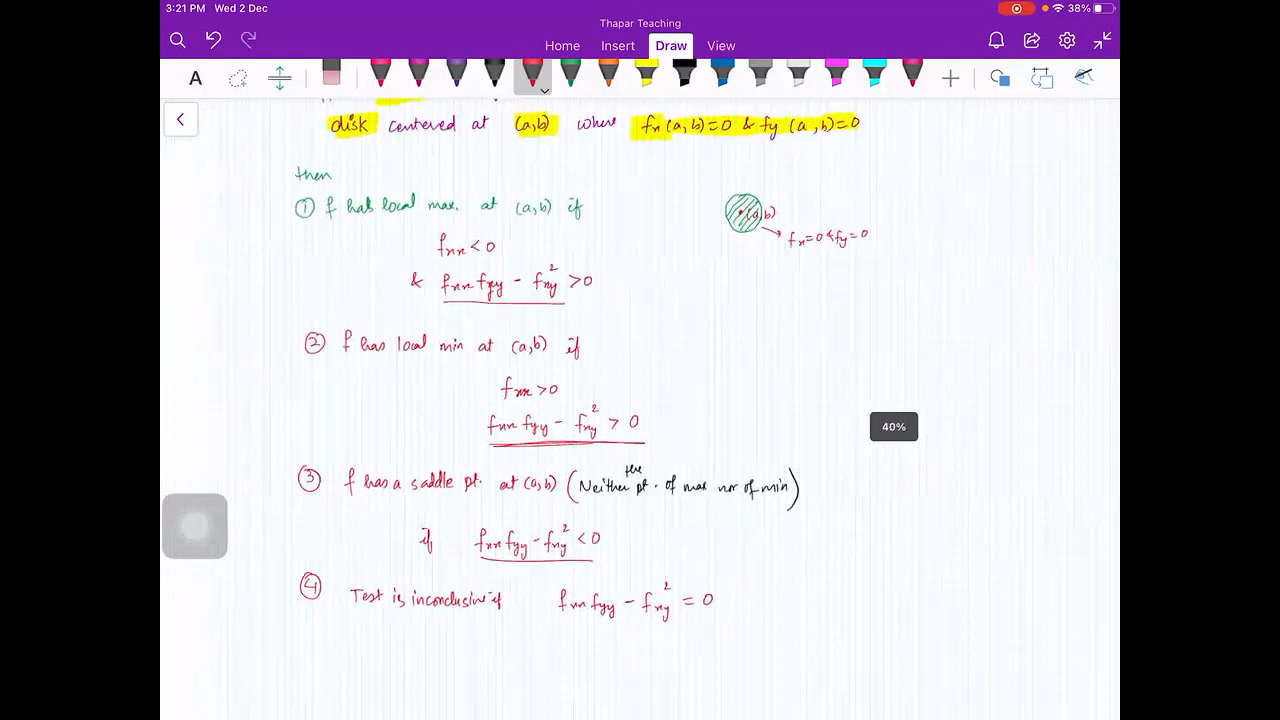 3:21 PM Wed 2 Dec
38%
Thapar Teaching
Home Insert Draw View
A
disk centered at (a,b) where fx(a,b)=0 & fy(a,b)=0
then
① f has local max. at (a,b) if
(a,b)
fx=0 & fy=0
fxx < 0
& fxx fyy - fxy² > 0
② f has local min at (a,b) if
fxx > 0
fxx fyy - fxy² > 0
40%
③ f has a saddle pt. at (a,b) (Neither the pt. of max nor of min)
if fxx fyy - fxy² < 0
④ Test is inconclusive if fxx fyy - fxy² = 0